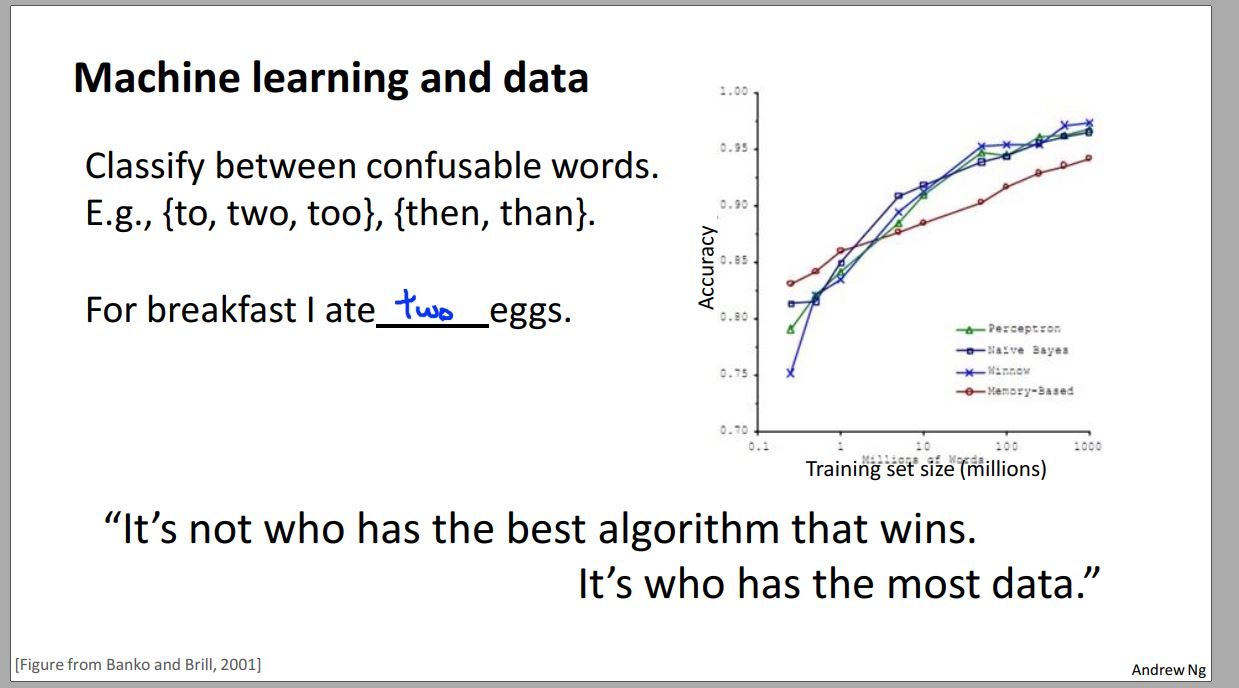 Machine learning and data
Classify between confusable words.
E.g., {to, two, too}, {then, than}.
For breakfast I ate two eggs.
1.00
0.95
0.90
0.85
0.80
0.75
0.70
Accuracy
Perceptron
Naïve Bayes
Winnow
Memory-Based
0.1 1 10 100 1000
Millions of Words
Training set size (millions)
“It’s not who has the best algorithm that wins.
It’s who has the most data.”
[Figure from Banko and Brill, 2001]
Andrew Ng